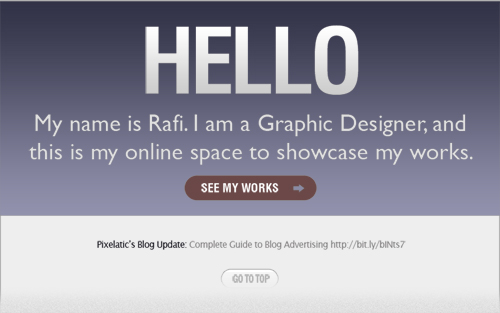 HELLO
My name is Rafi. I am a Graphic Designer, and
this is my online space to showcase my works.
SEE MY WORKS
Pixelatic's Blog Update: Complete Guide to Blog Advertising http://bit.ly/blNts7
GO TO TOP